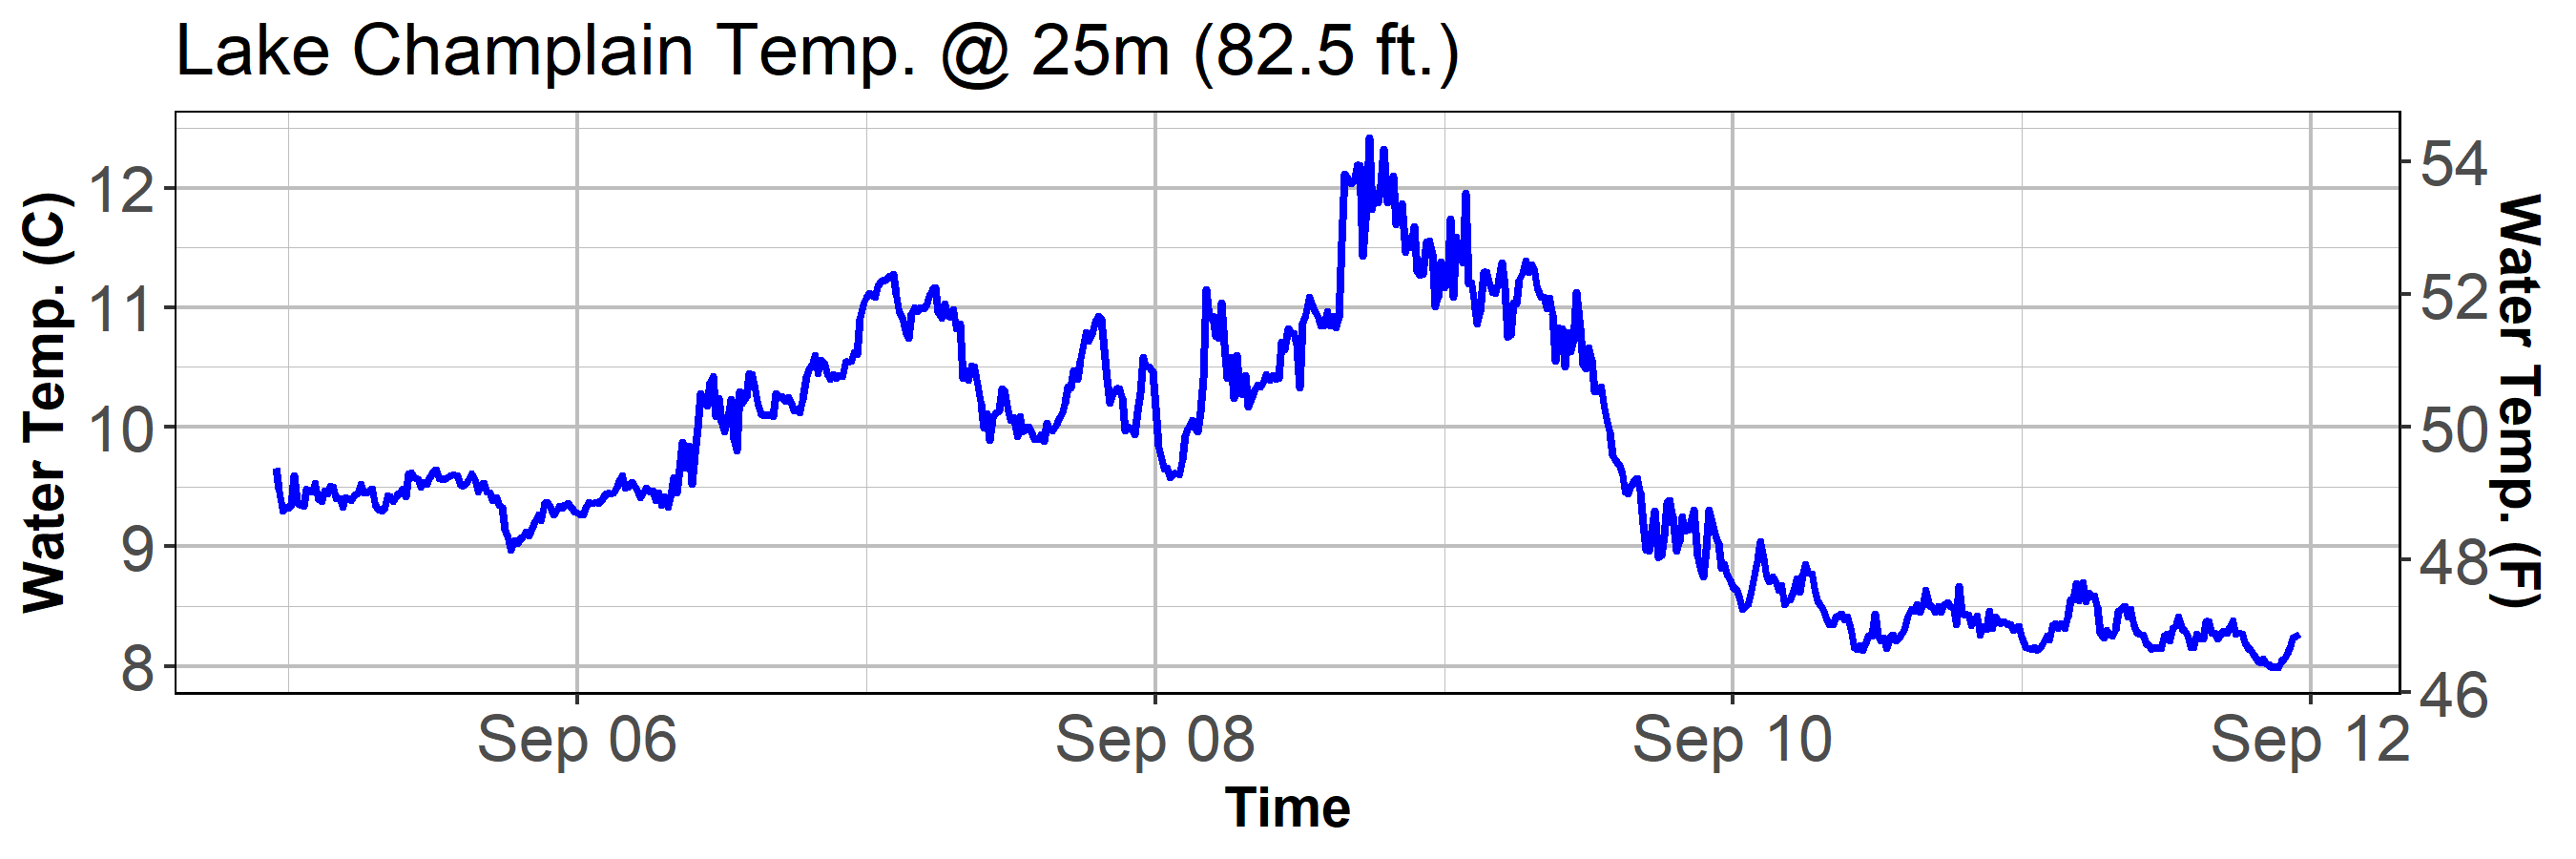 Lake Champlain Temp. @ 25m (82.5 ft.)
Water Temp. (C)
12
11
10
9
8
54
52
50
48
46
Water Temp. (F)
Sep 06 Sep 08 Sep 10 Sep 12
Time